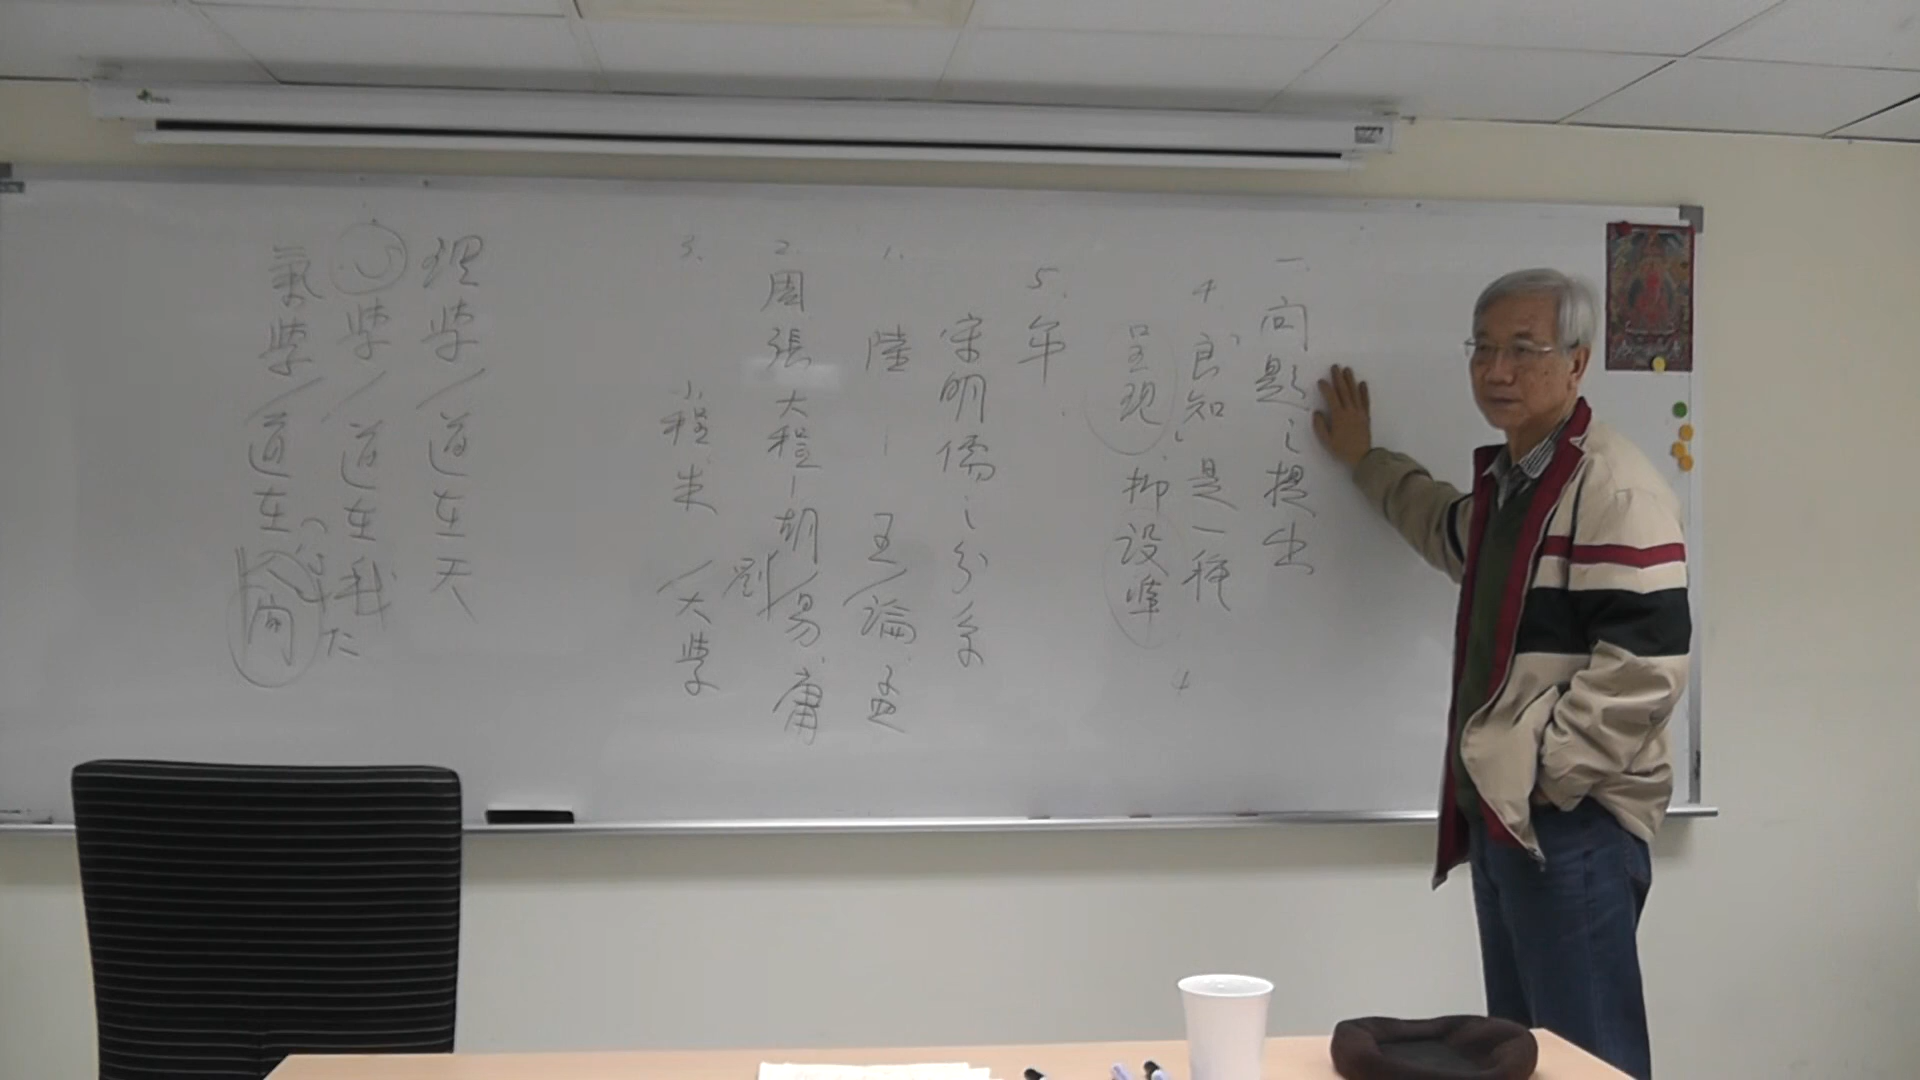 一、問題之提出
4. 良知、是一種
呈現、抑設準
5. 年
宋明儒之分系
1. 陸－王／論、孟
2. 周張大程－胡劉／易、庸
3. 小程朱／大學
理學／道在天
心學／道在我
氣學／道在